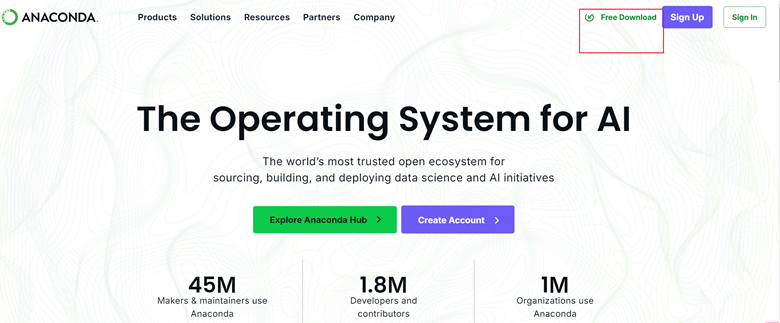 ANACONDA.
Products Solutions Resources Partners Company
Free Download Sign Up Sign In
The Operating System for AI
The world's most trusted open ecosystem for
sourcing, building, and deploying data science and AI initiatives
Explore Anaconda Hub Create Account
45M 1.8M 1M
Makers & maintainers use Developers and Organizations use
Anaconda contributors Anaconda